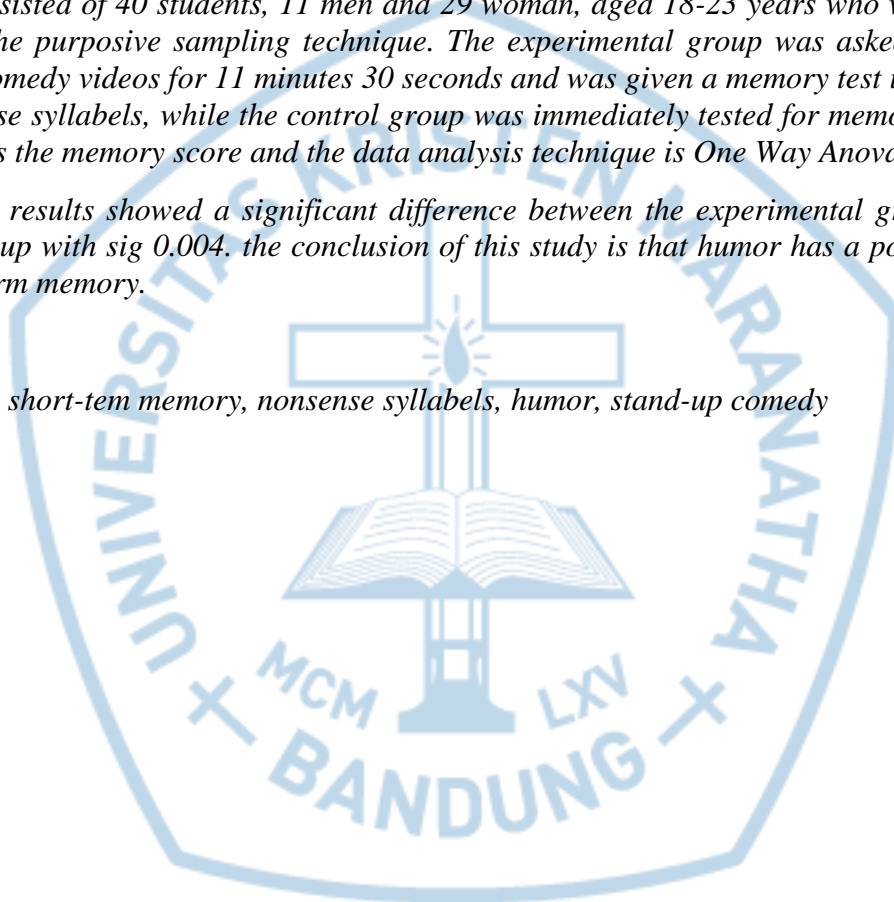 sisted of 40 students, 11 men and 29 woman, aged 18-23 years who
he purposive sampling technique. The experimental group was aske
omedy videos for 11 minutes 30 seconds and was given a memory test
se syllabels, while the control group was immediately tested for memo
s the memory score and the data analysis technique is One Way Anova
results showed a significant difference between the experimental g
up with sig 0.004. the conclusion of this study is that humor has a po
rm memory.
short-tem memory, nonsense syllabels, humor, stand-up comedy
UNIVERSITAS KRISTEN MARANATHA
MCM LXV
BANDUNG